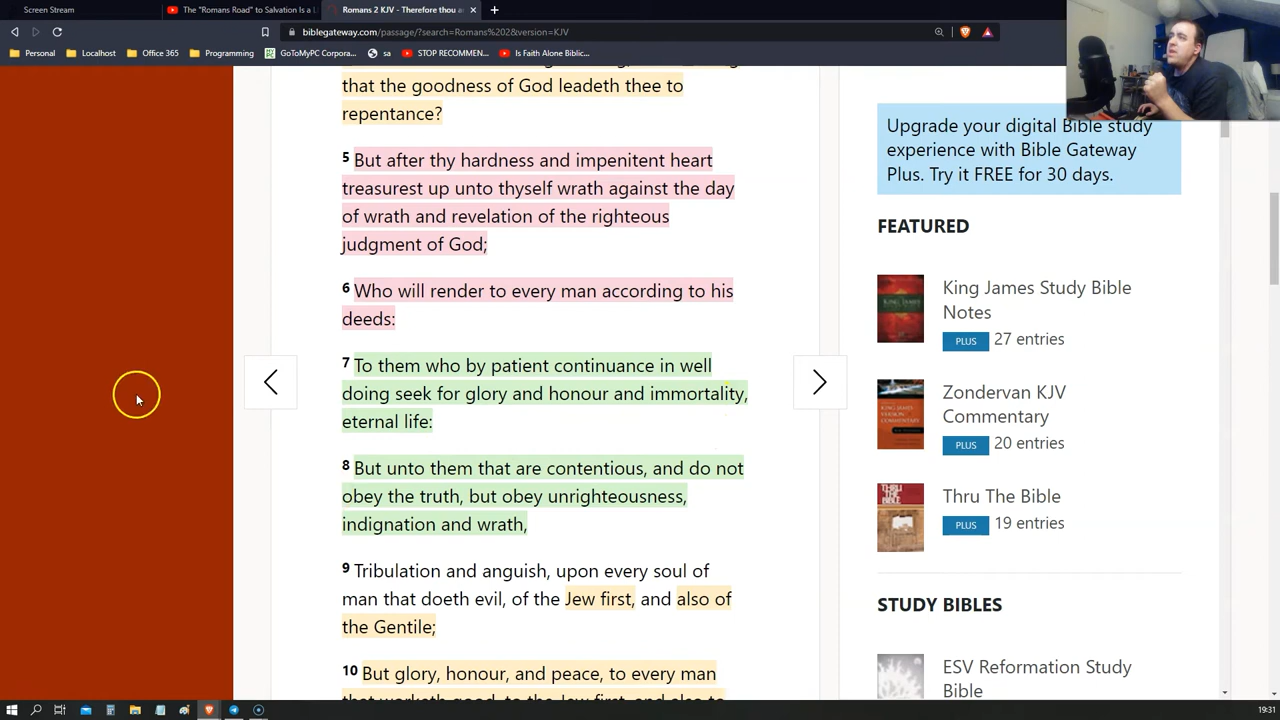 Screen Stream
The "Romans Road" to Salvation Is a
Romans 2 KJV - Therefore thou a
biblegateway.com/passage/?search=Romans%202&version=KJV
Personal
Localhost
Office 365
Programming
GoToMyPC Corpora...
sa
STOP RECOMMEN...
Is Faith Alone Biblic...
that the goodness of God leadeth thee to
repentance?
5 But after thy hardness and impenitent heart
treasurest up unto thyself wrath against the day
of wrath and revelation of the righteous
judgment of God;
6 Who will render to every man according to his
deeds:
7 To them who by patient continuance in well
doing seek for glory and honour and immortality,
eternal life:
8 But unto them that are contentious, and do not
obey the truth, but obey unrighteousness,
indignation and wrath,
9 Tribulation and anguish, upon every soul of
man that doeth evil, of the Jew first, and also of
the Gentile;
10 But glory, honour, and peace, to every man
Upgrade your digital Bible study
experience with Bible Gateway
Plus. Try it FREE for 30 days.
FEATURED
King James Study Bible
Notes
PLUS 27 entries
Zondervan KJV
Commentary
PLUS 20 entries
Thru The Bible
PLUS 19 entries
STUDY BIBLES
ESV Reformation Study
Bible
19:31